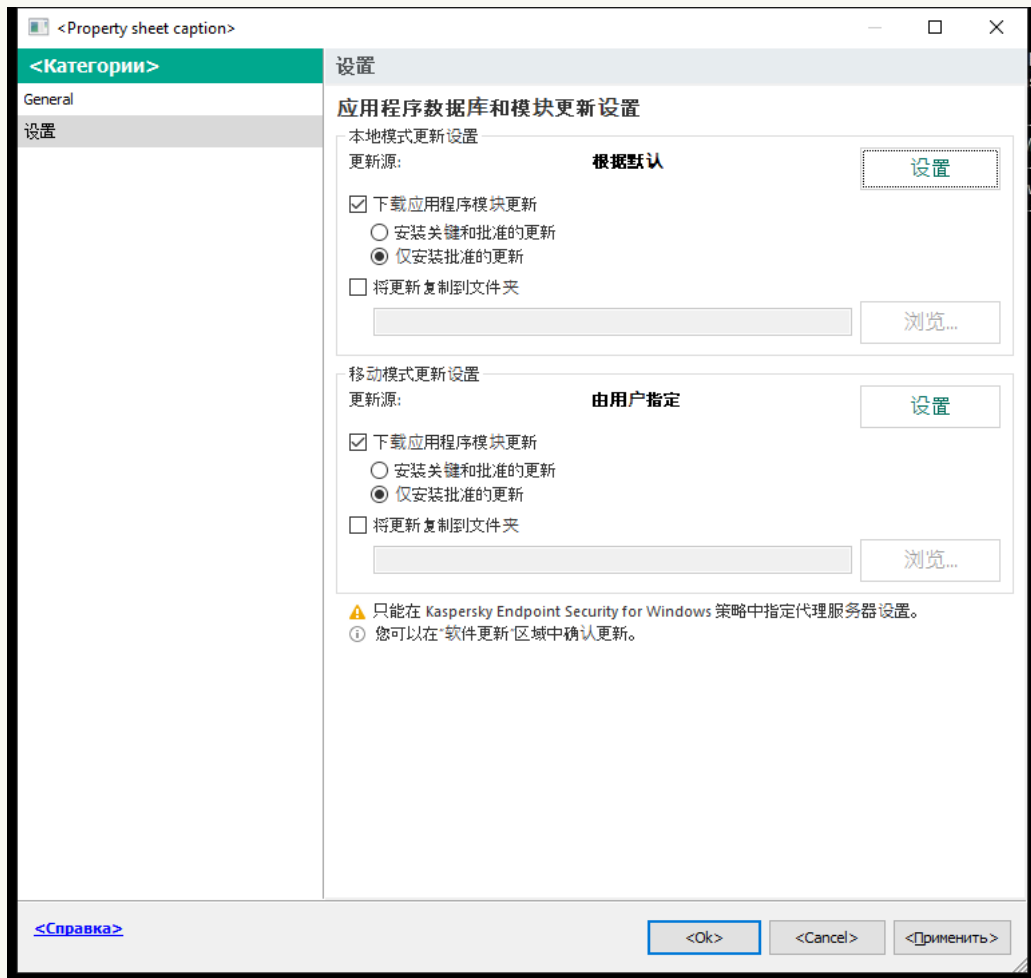 <Property sheet caption>
<Категории>
General
设置
设置
应用程序数据库和模块更新设置
本地模式更新设置
更新源: 根据默认 设置
下载应用程序模块更新
安装关键和批准的更新
仅安装批准的更新
将更新复制到文件夹
浏览...
移动模式更新设置
更新源: 由用户指定 设置
下载应用程序模块更新
安装关键和批准的更新
仅安装批准的更新
将更新复制到文件夹
浏览...
只能在 Kaspersky Endpoint Security for Windows 策略中指定代理服务器设置。
您可以在"软件更新"区域中确认更新。
<Справка>
<Ok> <Cancel> <Применить>